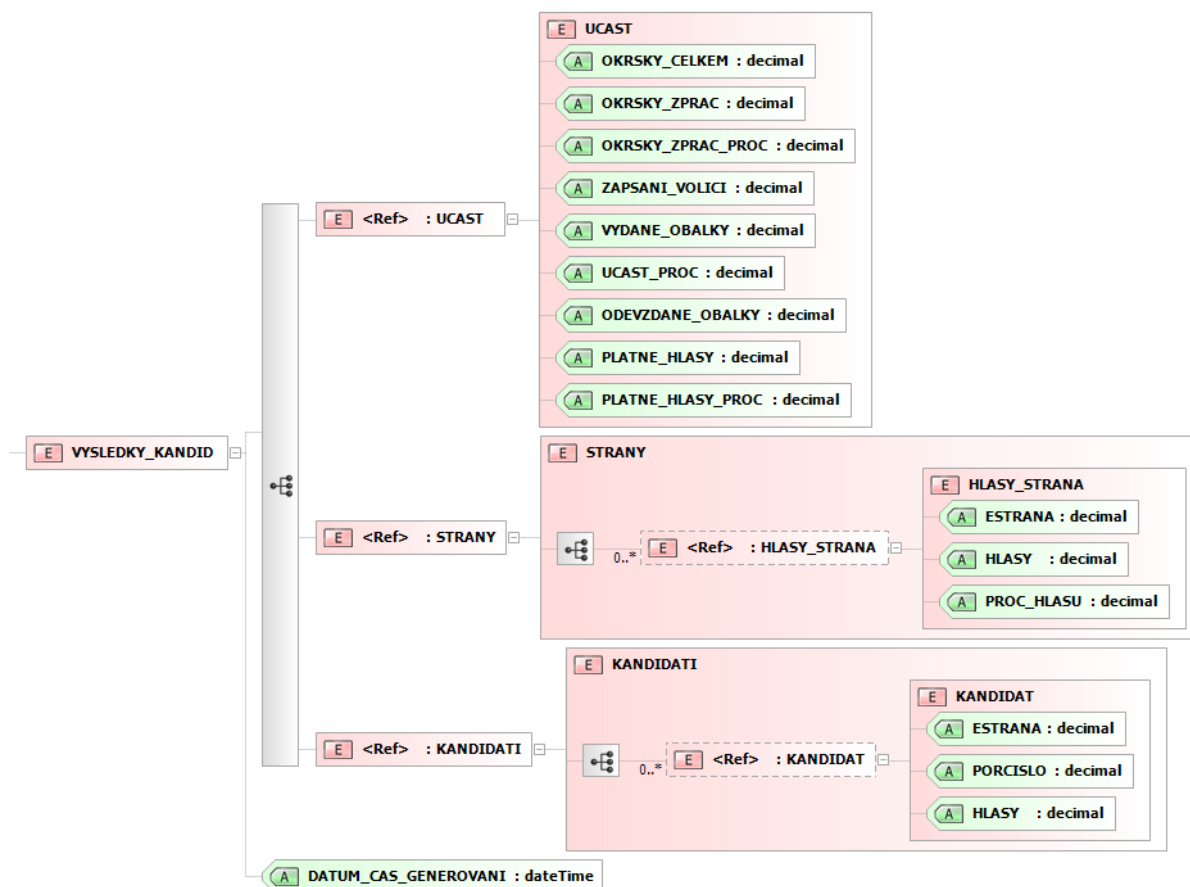 E UCAST
A OKRSKY_CELKEM : decimal
A OKRSKY_ZPRAC : decimal
A OKRSKY_ZPRAC_PROC : decimal
A ZAPSANI_VOLICI : decimal
E <Ref> : UCAST
A VYDANE_OBALKY : decimal
A UCAST_PROC : decimal
A ODEVZDANE_OBALKY : decimal
A PLATNE_HLASY : decimal
A PLATNE_HLASY_PROC : decimal
E VYSLEDKY_KANDID
E STRANY
E HLASY_STRANA
A ESTRANA : decimal
E <Ref> : STRANY
0..* E <Ref> : HLASY_STRANA
A HLASY : decimal
A PROC_HLASU : decimal
E KANDIDATI
E KANDIDAT
A ESTRANA : decimal
E <Ref> : KANDIDATI
0..* E <Ref> : KANDIDAT
A PORCISLO : decimal
A HLASY : decimal
A DATUM_CAS_GENEROVANI : dateTime